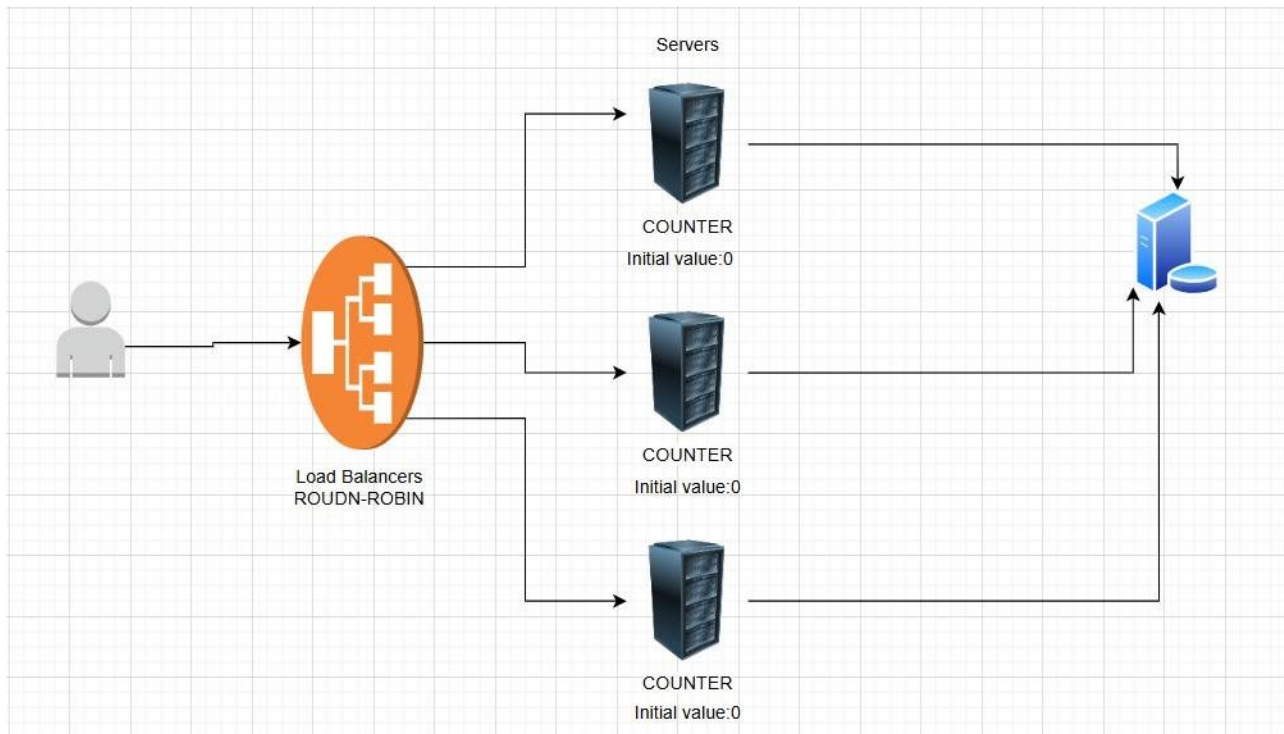 Servers
COUNTER
Initial value:0
COUNTER
Initial value:0
Load Balancers
ROUDN-ROBIN
COUNTER
Initial value:0